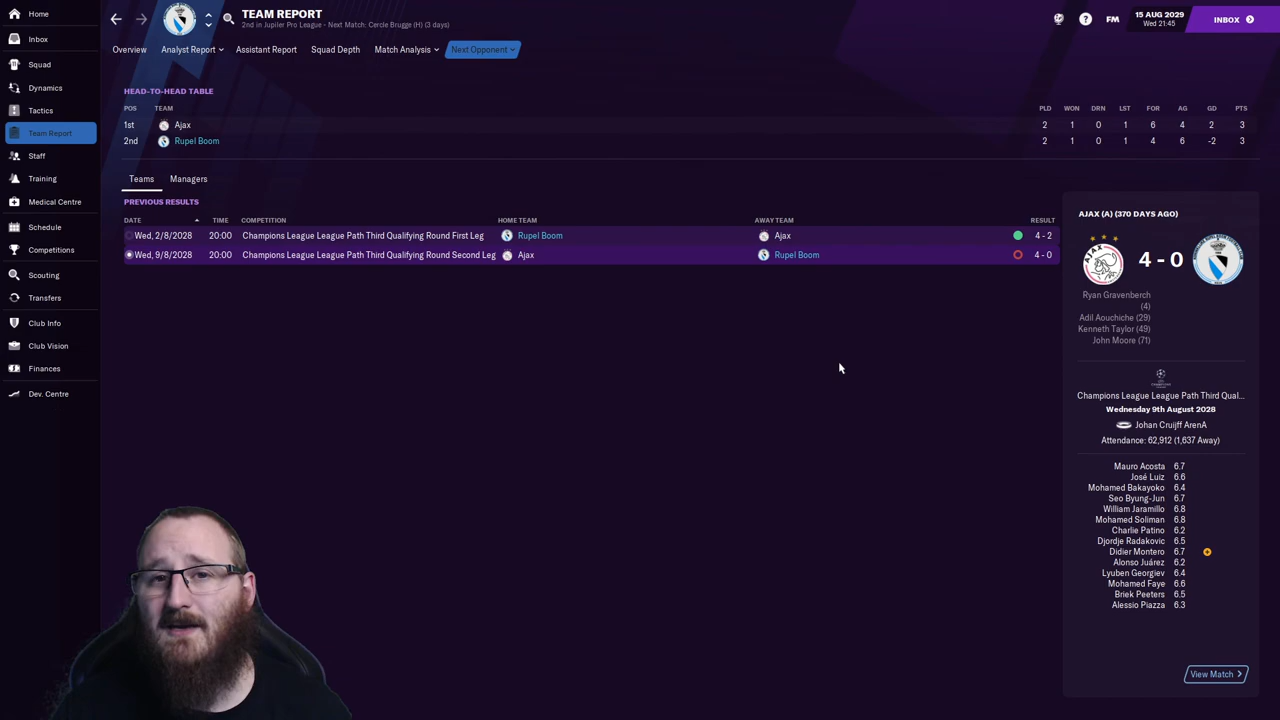 Home
Inbox
Squad
Dynamics
Tactics
Team Report
Staff
Training
Medical Centre
Schedule
Competitions
Scouting
Transfers
Club Info
Club Vision
Finances
Dev. Centre
TEAM REPORT
2nd in Jupiler Pro League - Next Match: Cercle Brugge (H) (3 days)
FM
15 AUG 2029
Wed 21:45
INBOX
Overview Analyst Report Assistant Report Squad Depth Match Analysis Next Opponent
HEAD-TO-HEAD TABLE
POS TEAM PLD WON DRN LST FOR AG GD PTS
1st Ajax 2 1 0 1 6 4 2 3
2nd Rupel Boom 2 1 0 1 4 6 -2 3
Teams Managers
PREVIOUS RESULTS
DATE TIME COMPETITION HOME TEAM AWAY TEAM RESULT
Wed, 2/8/2028 20:00 Champions League League Path Third Qualifying Round First Leg Rupel Boom Ajax 4 - 2
Wed, 9/8/2028 20:00 Champions League League Path Third Qualifying Round Second Leg Ajax Rupel Boom 4 - 0
AJAX (A) (370 DAYS AGO)
AJAX
4 - 0
Ryan Gravenberch
(4)
Adil Aouchiche (29)
Kenneth Taylor (49)
John Moore (71)
Champions League League Path Third Qual...
Wednesday 9th August 2028
Johan Cruijff ArenA
Attendance: 62,912 (1,637 Away)
Mauro Acosta 6.7
José Luiz 6.6
Mohamed Bakayoko 6.4
Seo Byung-Jun 6.7
William Jaramillo 6.8
Mohamed Soliman 6.8
Charlie Patino 6.2
Djordje Radakovic 6.5
Didier Montero 6.7
Alonso Juárez 6.2
Lyuben Georgiev 6.4
Mohamed Faye 6.6
Briek Peeters 6.5
Alessio Piazza 6.3
View Match